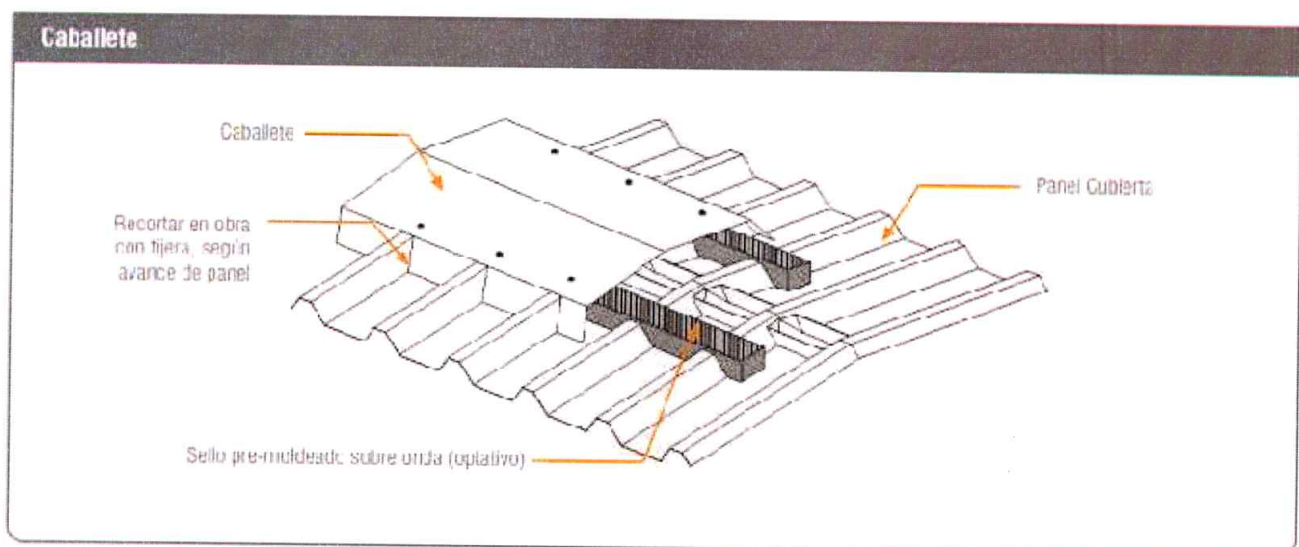 Caballete
Caballete
Panel Cubierta
Recortar en obra
con tijera, según
avance de panel
Sello pre-moldeado sobre onda (optativo)